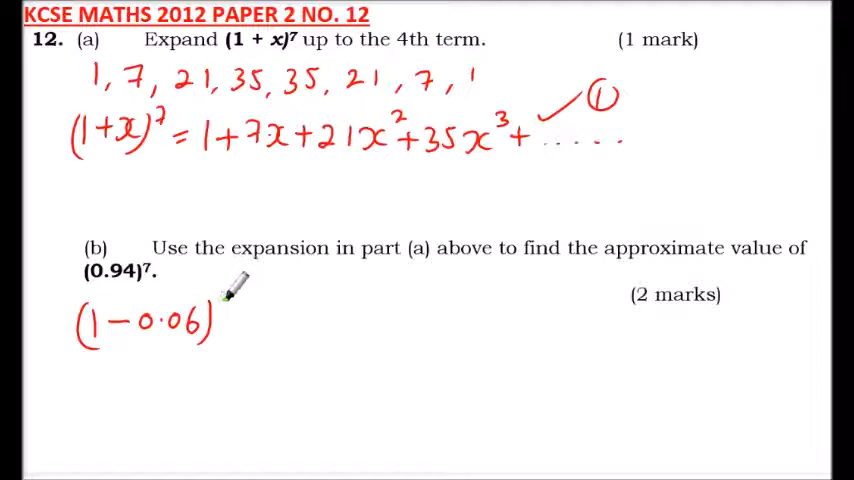 KCSE MATHS 2012 PAPER 2 NO. 12
12. (a) Expand (1 + x)⁷ up to the 4th term. (1 mark)
1, 7, 21, 35, 35, 21, 7, 1
(1+x)⁷ = 1+7x+21x²+35x³+ ..... ✓ ①
(b) Use the expansion in part (a) above to find the approximate value of
(0.94)⁷.
(2 marks)
(1-0.06)